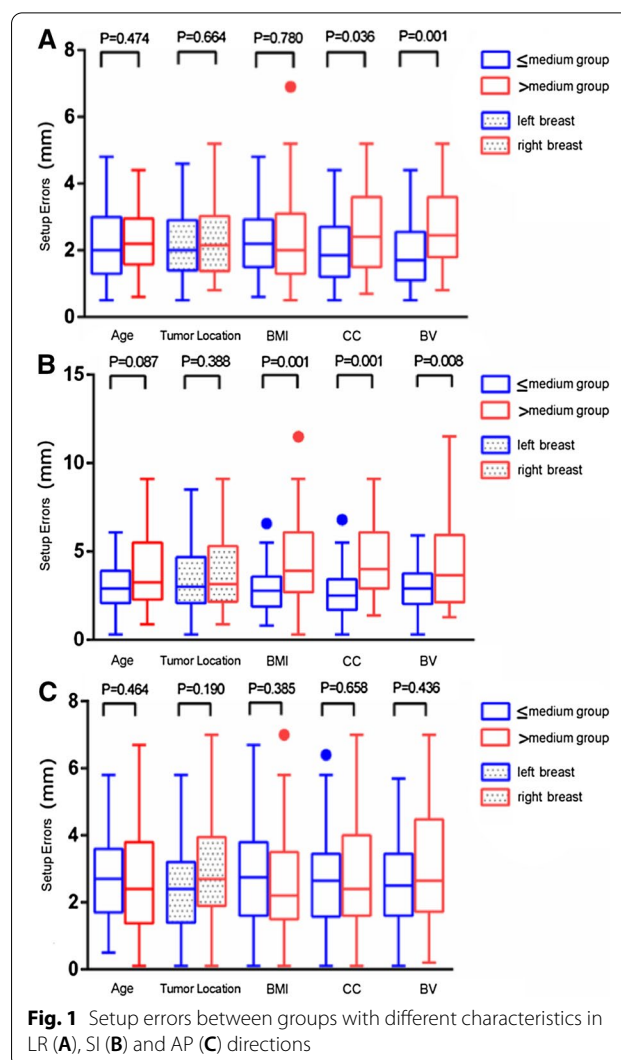 A
P=0.474 P=0.664 P=0.780 P=0.036 P=0.001
8
6
4
2
0
Setup Errors (mm)
≤medium group
>medium group
left breast
right breast
Age Tumor Location BMI CC BV
B
P=0.087 P=0.388 P=0.001 P=0.001 P=0.008
15
10
5
0
Setup Errors (mm)
≤medium group
>medium group
left breast
right breast
Age Tumor Location BMI CC BV
C
P=0.464 P=0.190 P=0.385 P=0.658 P=0.436
8
6
4
2
0
Setup Errors (mm)
≤medium group
>medium group
left breast
right breast
Age Tumor Location BMI CC BV
Fig. 1 Setup errors between groups with different characteristics in
LR (A), SI (B) and AP (C) directions